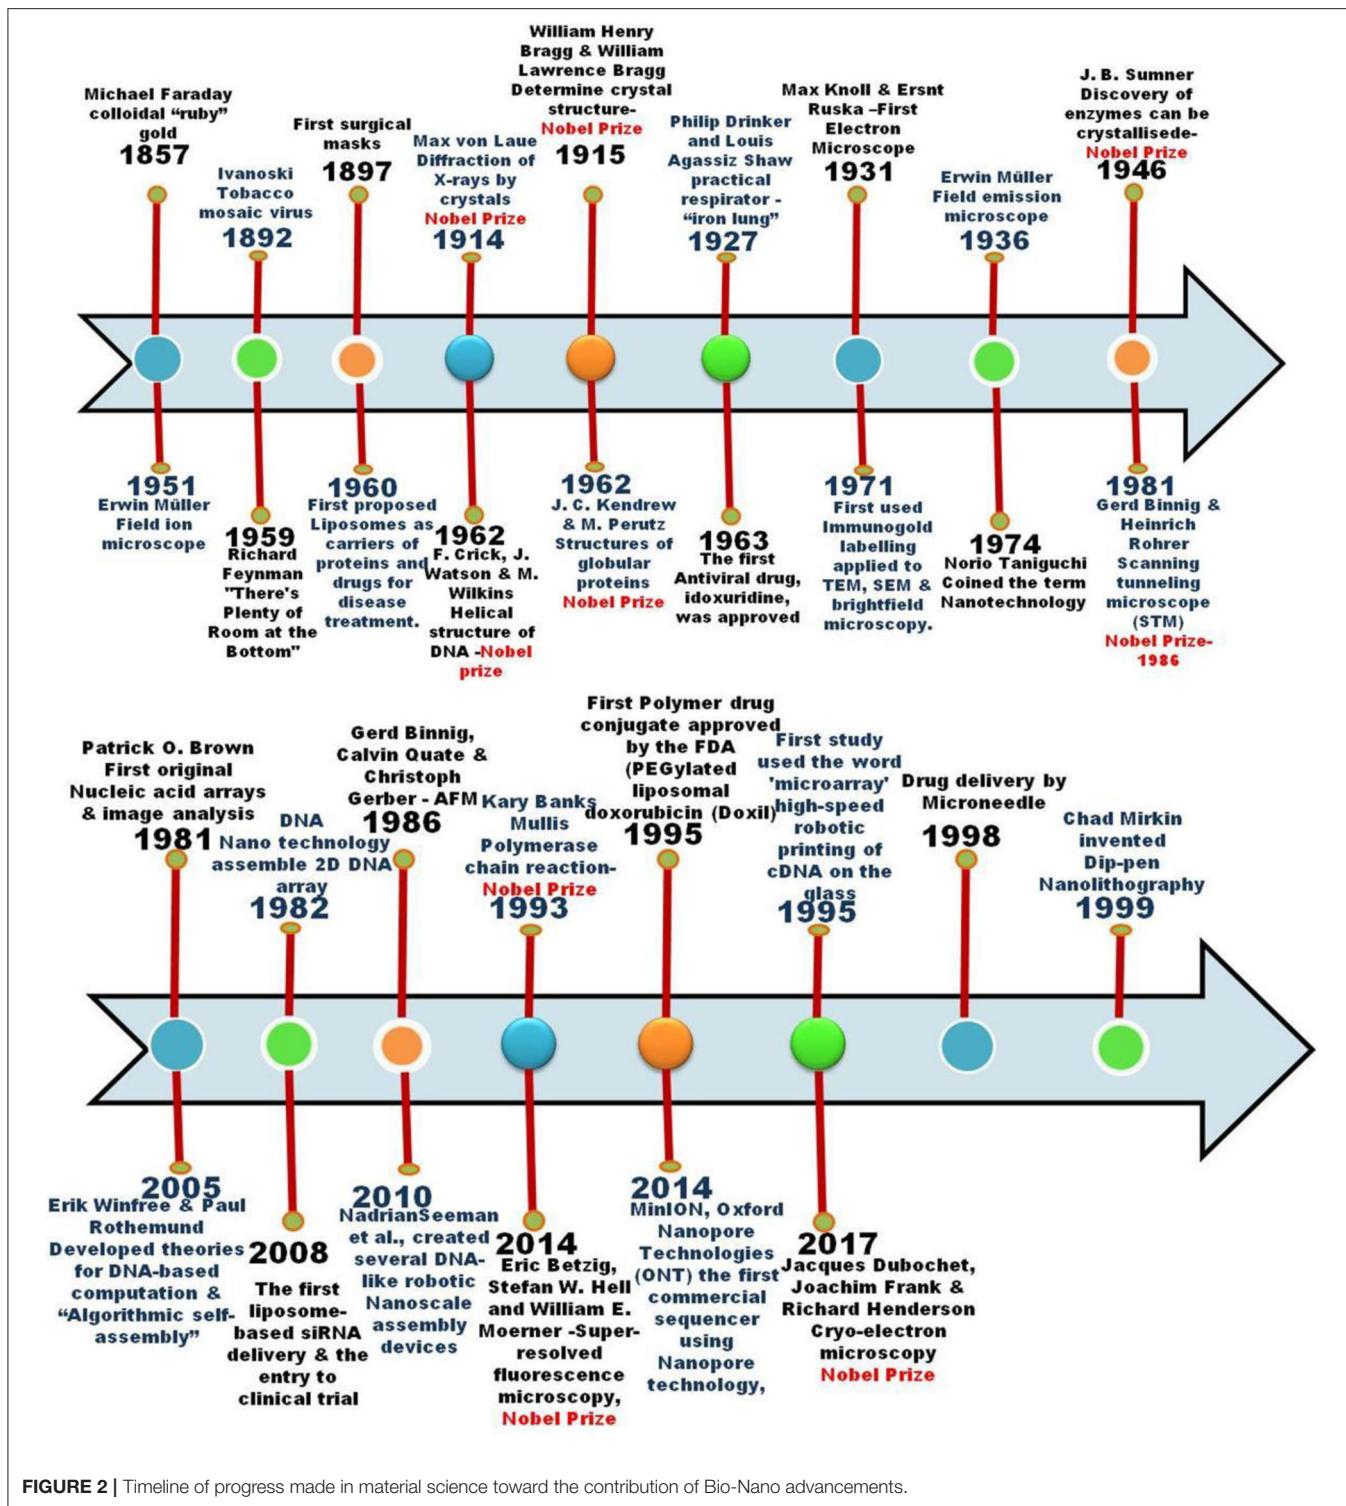 Michael Faraday
colloidal “ruby”
gold
1857
Ivanoski
Tobacco
mosaic virus
1892
First surgical
masks
1897
Max von Laue
Diffraction of
X-rays by
crystals
Nobel Prize
1914
William Henry
Bragg & William
Lawrence Bragg
Determine crystal
structure-
Nobel Prize
1915
Philip Drinker
and Louis
Agassiz Shaw
practical
respirator -
“iron lung”
1927
Max Knoll & Ersnt
Ruska –First
Electron
Microscope
1931
Erwin Müller
Field emission
microscope
1936
J. B. Sumner
Discovery of
enzymes can be
crystallisede-
Nobel Prize
1946
1951
Erwin Müller
Field ion
microscope
1959
Richard
Feynman
"There's
Plenty of
Room at the
Bottom"
1960
First proposed
Liposomes as
carriers of
proteins and
drugs for
disease
treatment.
1962
F. Crick, J.
Watson & M.
Wilkins
Helical
structure of
DNA -Nobel
prize
1962
J. C. Kendrew
& M. Perutz
Structures of
globular
proteins
Nobel Prize
1963
The first
Antiviral drug,
idoxuridine,
was approved
1971
First used
Immunogold
labelling
applied to
TEM, SEM &
brightfield
microscopy.
1974
Norio Taniguchi
Coined the term
Nanotechnology
1981
Gerd Binnig &
Heinrich
Rohrer
Scanning
tunneling
microscope
(STM)
Nobel Prize-
1986
Patrick O. Brown
First original
Nucleic acid arrays
& image analysis
1981
DNA
Nano technology
assemble 2D DNA
array
1982
Gerd Binnig,
Calvin Quate &
Christoph
Gerber - AFM
1986
Kary Banks
Mullis
Polymerase
chain reaction-
Nobel Prize
1993
First Polymer drug
conjugate approved
by the FDA
(PEGylated
liposomal
doxorubicin (Doxil)
1995
First study
used the word
'microarray'
high-speed
robotic
printing of
cDNA on the
glass
1995
Drug delivery by
Microneedle
1998
Chad Mirkin
invented
Dip-pen
Nanolithography
1999
2005
Erik Winfree & Paul
Rothemund
Developed theories
for DNA-based
computation &
“Algorithmic self-
assembly”
2008
The first
liposome-
based siRNA
delivery & the
entry to
clinical trial
2010
NadrianSeeman
et al., created
several DNA-
like robotic
Nanoscale
assembly
devices
2014
Eric Betzig,
Stefan W. Hell
and William E.
Moerner -Super-
resolved
fluorescence
microscopy,
Nobel Prize
2014
MinION, Oxford
Nanopore
Technologies
(ONT) the first
commercial
sequencer
using
Nanopore
technology,
2017
Jacques Dubochet,
Joachim Frank &
Richard Henderson
Cryo-electron
microscopy
Nobel Prize
FIGURE 2 | Timeline of progress made in material science toward the contribution of Bio-Nano advancements.